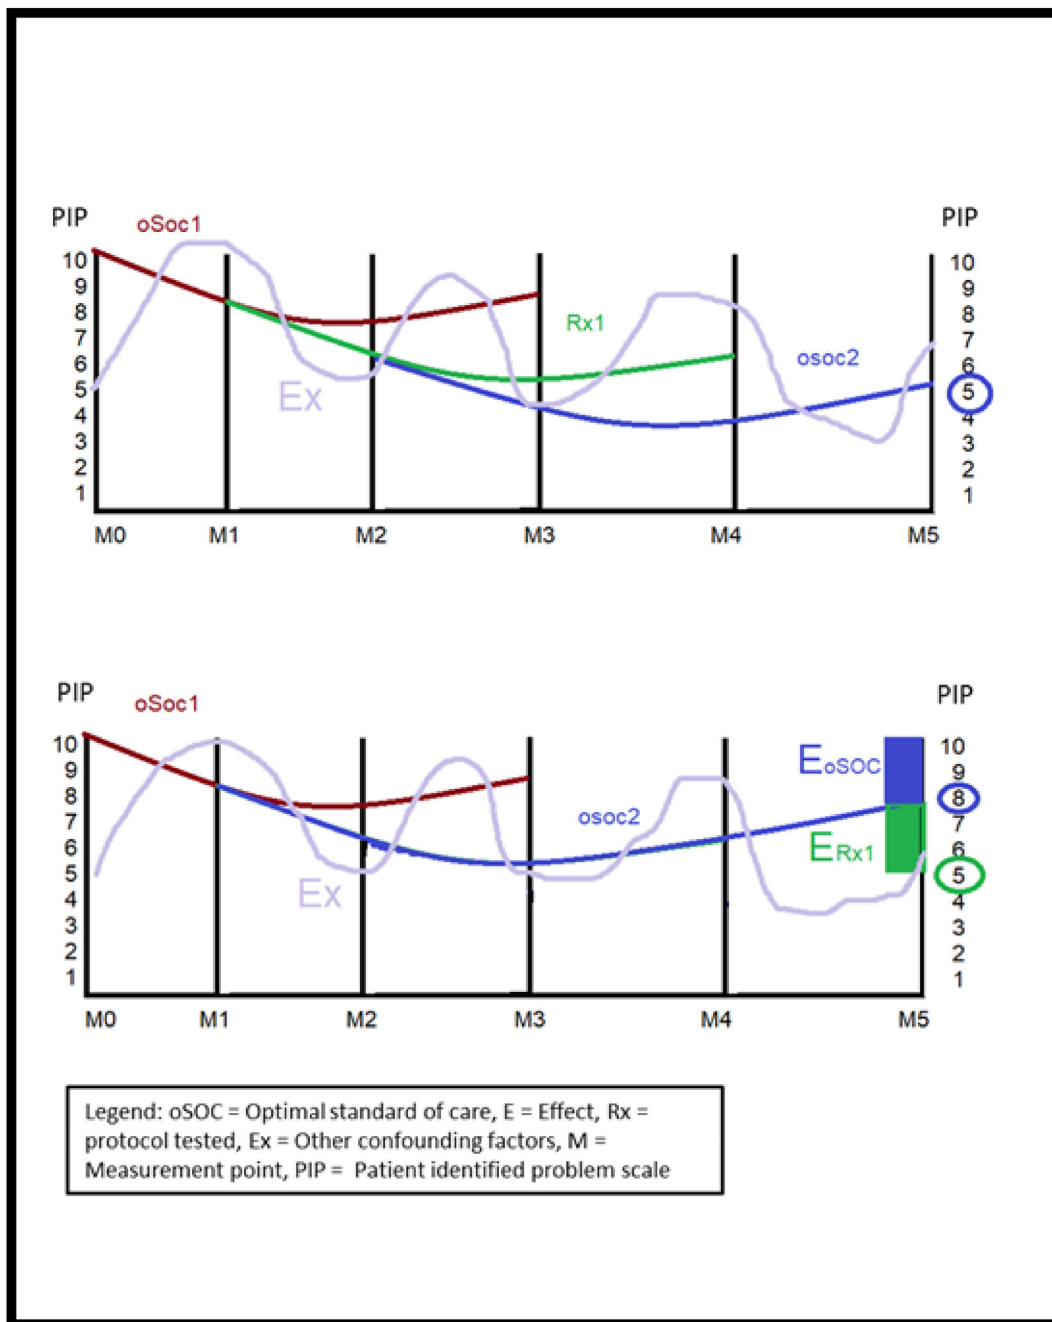 PIP
oSoc1
PIP
10
9
8
7
6
5
4
3
2
1
Rx1
osoc2
Ex
10
9
8
7
6
5
4
3
2
1
M0 M1 M2 M3 M4 M5
PIP
oSoc1
PIP
10
9
8
7
6
5
4
3
2
1
EoSOC
osoc2
ERx1
Ex
10
9
8
7
6
5
4
3
2
1
M0 M1 M2 M3 M4 M5
Legend: oSOC = Optimal standard of care, E = Effect, Rx =
protocol tested, Ex = Other confounding factors, M =
Measurement point, PIP = Patient identified problem scale